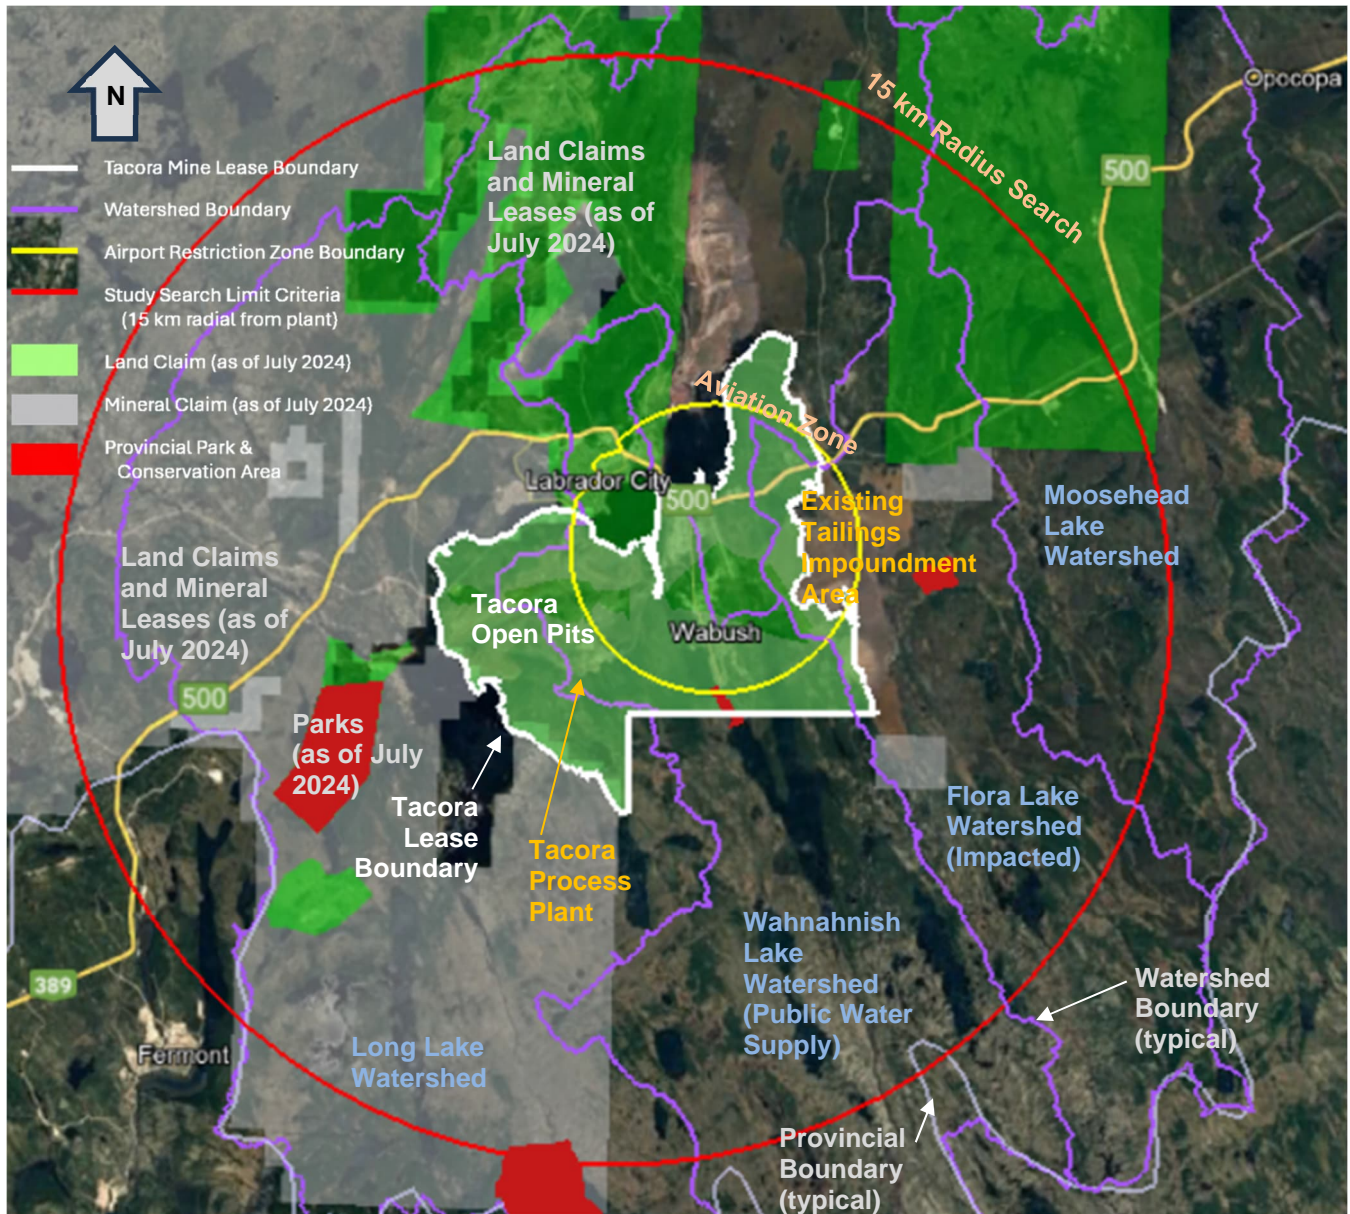 Opocopa
15 km Radius Search
N
500
Land Claims
and Mineral
Leases (as of
July 2024)
Tacora Mine Lease Boundary
Watershed Boundary
Airport Restriction Zone Boundary
Study Search Limit Criteria
(15 km radial from plant)
Land Claim (as of July 2024)
Mineral Claim (as of July 2024)
Provincial Park &
Conservation Area
Aviation Zone
Labrador City
500
Existing
Tailings
Impoundment
Area
Moosehead
Lake
Watershed
Land Claims
and Mineral
Leases (as of
July 2024)
Tacora
Open Pits
Wabush
500
Parks
(as of July
2024)
Tacora
Lease
Boundary
Tacora
Process
Plant
Flora Lake
Watershed
(Impacted)
Wahnahnish
Lake
Watershed
(Public Water
Supply)
389
Watershed
Boundary
(typical)
Fermont
Long Lake
Watershed
Provincial
Boundary
(typical)